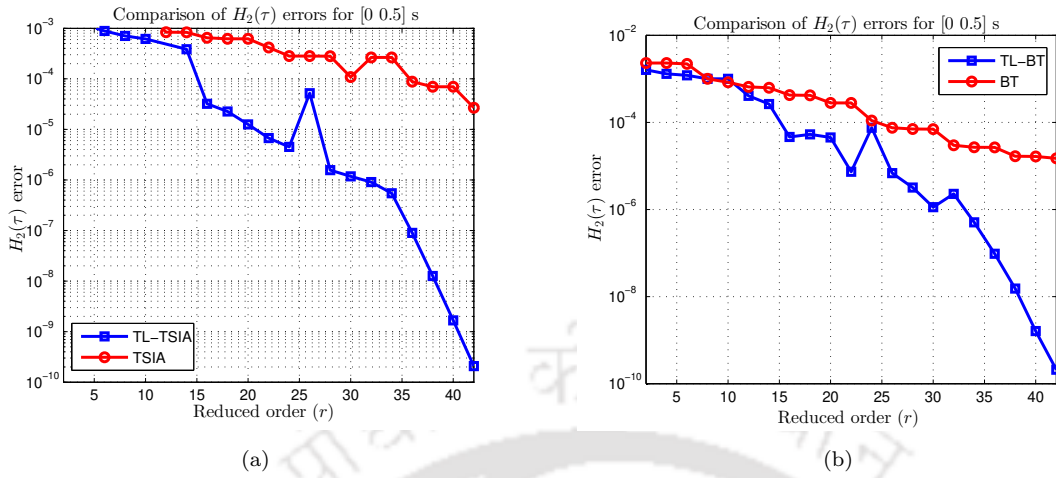 Comparison of H₂(τ) errors for [0 0.5] s
10⁻³
10⁻⁴
10⁻⁵
10⁻⁶
10⁻⁷
10⁻⁸
10⁻⁹
10⁻¹⁰
H₂(τ) error
TL−TSIA
TSIA
5 10 15 20 25 30 35 40
Reduced order (r)
(a)
Comparison of H₂(τ) errors for [0 0.5] s
10⁻²
10⁻⁴
10⁻⁶
10⁻⁸
10⁻¹⁰
H₂(τ) error
TL−BT
BT
5 10 15 20 25 30 35 40
Reduced order (r)
(b)